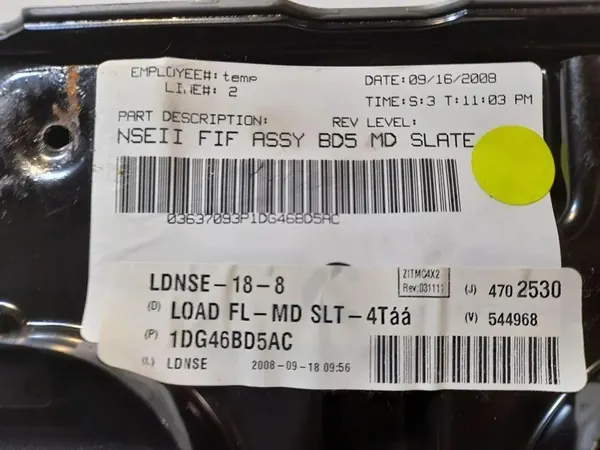 EMPLOYEE#: temp
LINE#: 2
DATE: 09/16/2008
TIME: S:3 T: 11:03 PM
PART DESCRIPTION:
REV LEVEL:
NSEII FIF ASSY BD5 MD SLATE
03637093P1DG46BD5AC
LDNSE-18-8
ZITMC4X2
Rev:031111
(J) 470 2530
(D) LOAD FL-MD SLT-4Táá
(V) 544968
(P) 1DG46BD5AC
(L) LDNSE 2008-09-18 09:56